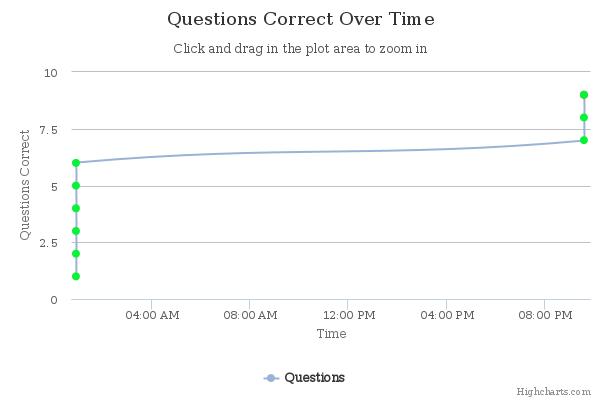 Questions Correct Over Time
Click and drag in the plot area to zoom in
Questions Correct
10
7.5
5
2.5
0
04:00 AM 08:00 AM 12:00 PM 04:00 PM 08:00 PM
Time
Questions
Highcharts.com